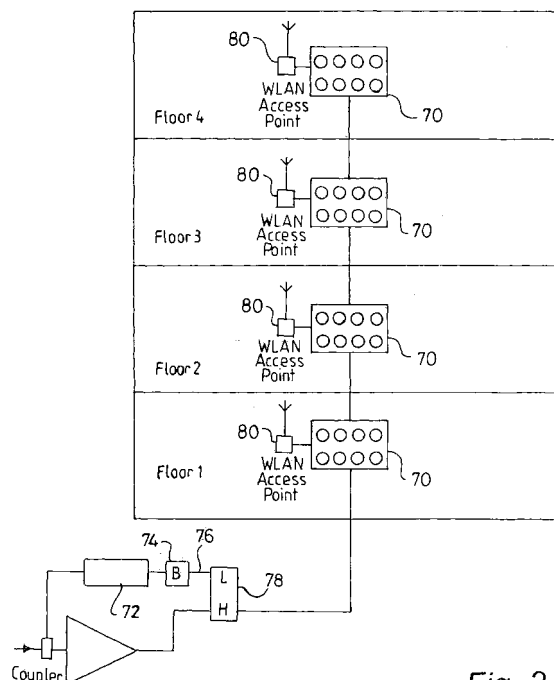 80
WLAN
Access
Point
70
Floor 4
80
WLAN
Access
Point
70
Floor 3
80
WLAN
Access
Point
70
Floor 2
80
WLAN
Access
Point
70
Floor 1
74
76
B
L
78
72
H
Coupler
Fig. 2